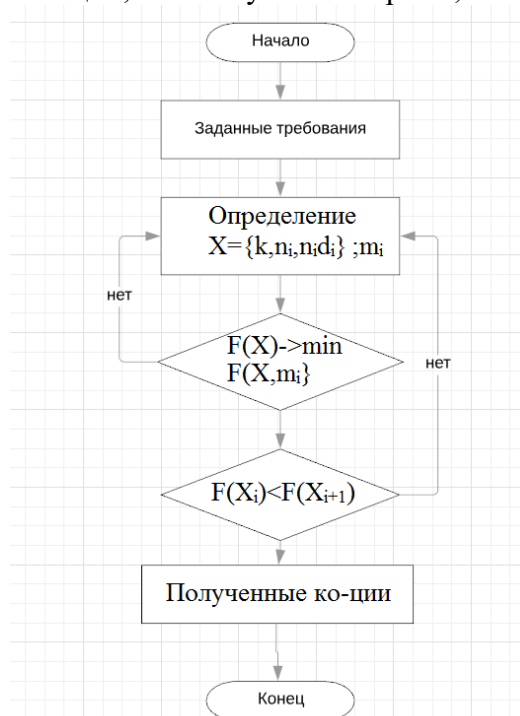 Начало
Заданные требования
Определение
X={k,nᵢ,nᵢdᵢ} ;mᵢ
нет
F(X)->min
F(X,mᵢ}
нет
F(Xᵢ)<F(Xᵢ₊₁)
Полученные ко-ции
Конец